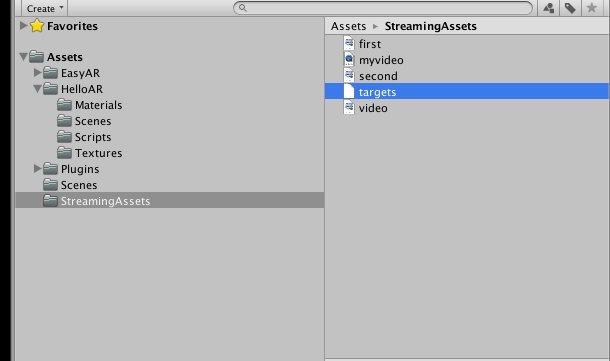 Create
Favorites
Assets
EasyAR
HelloAR
Materials
Scenes
Scripts
Textures
Plugins
Scenes
StreamingAssets
Assets ▸ StreamingAssets
first
myvideo
second
targets
video